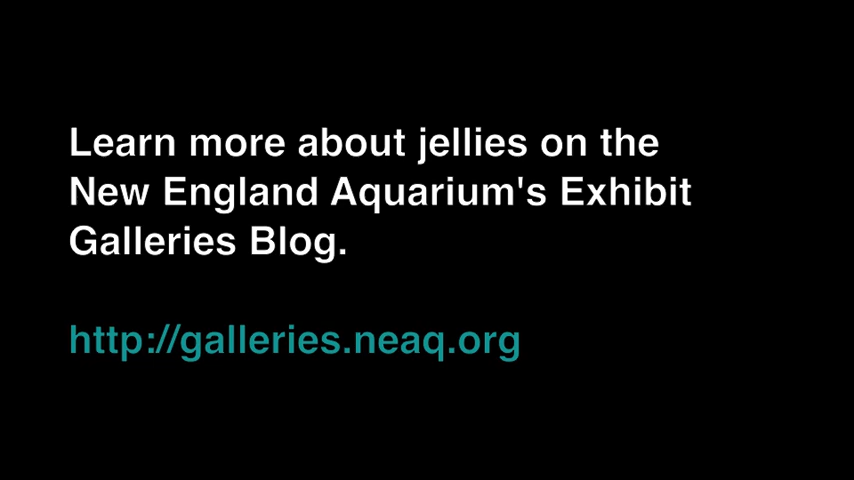 Learn more about jellies on the
New England Aquarium's Exhibit
Galleries Blog.
http://galleries.neaq.org